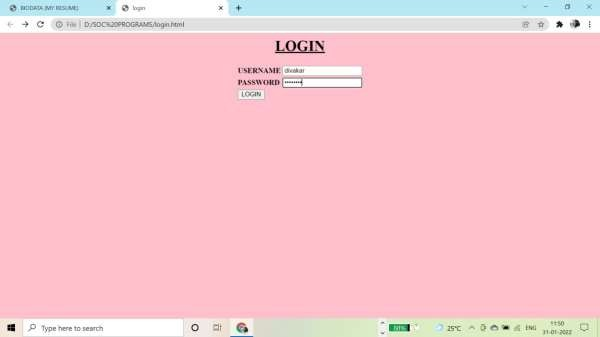 BIODATA (MY RESUME)
login
File | D:/SOC%20PROGRAMS/login.html
LOGIN
USERNAME divakar
PASSWORD ••••••••
LOGIN
Type here to search
25°C
ENG
11:50
31-01-2022